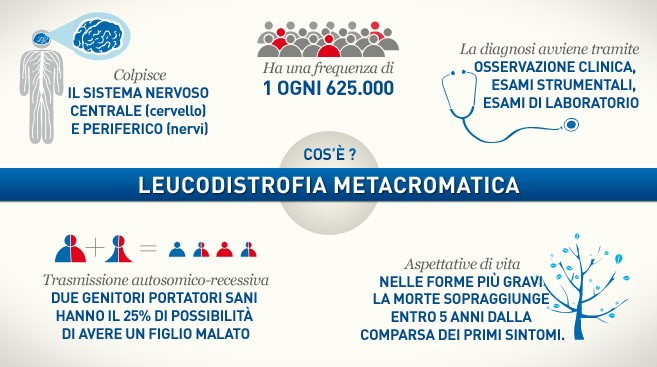 Colpisce
IL SISTEMA NERVOSO
CENTRALE (cervello)
E PERIFERICO (nervi)
Ha una frequenza di
1 OGNI 625.000
La diagnosi avviene tramite
OSSERVAZIONE CLINICA,
ESAMI STRUMENTALI,
ESAMI DI LABORATORIO
COS'È ?
LEUCODISTROFIA METACROMATICA
Trasmissione autosomico-recessiva
DUE GENITORI PORTATORI SANI
HANNO IL 25% DI POSSIBILITÀ
DI AVERE UN FIGLIO MALATO
Aspettative di vita
NELLE FORME PIÙ GRAVI
LA MORTE SOPRAGGIUNGE
ENTRO 5 ANNI DALLA
COMPARSA DEI PRIMI SINTOMI.